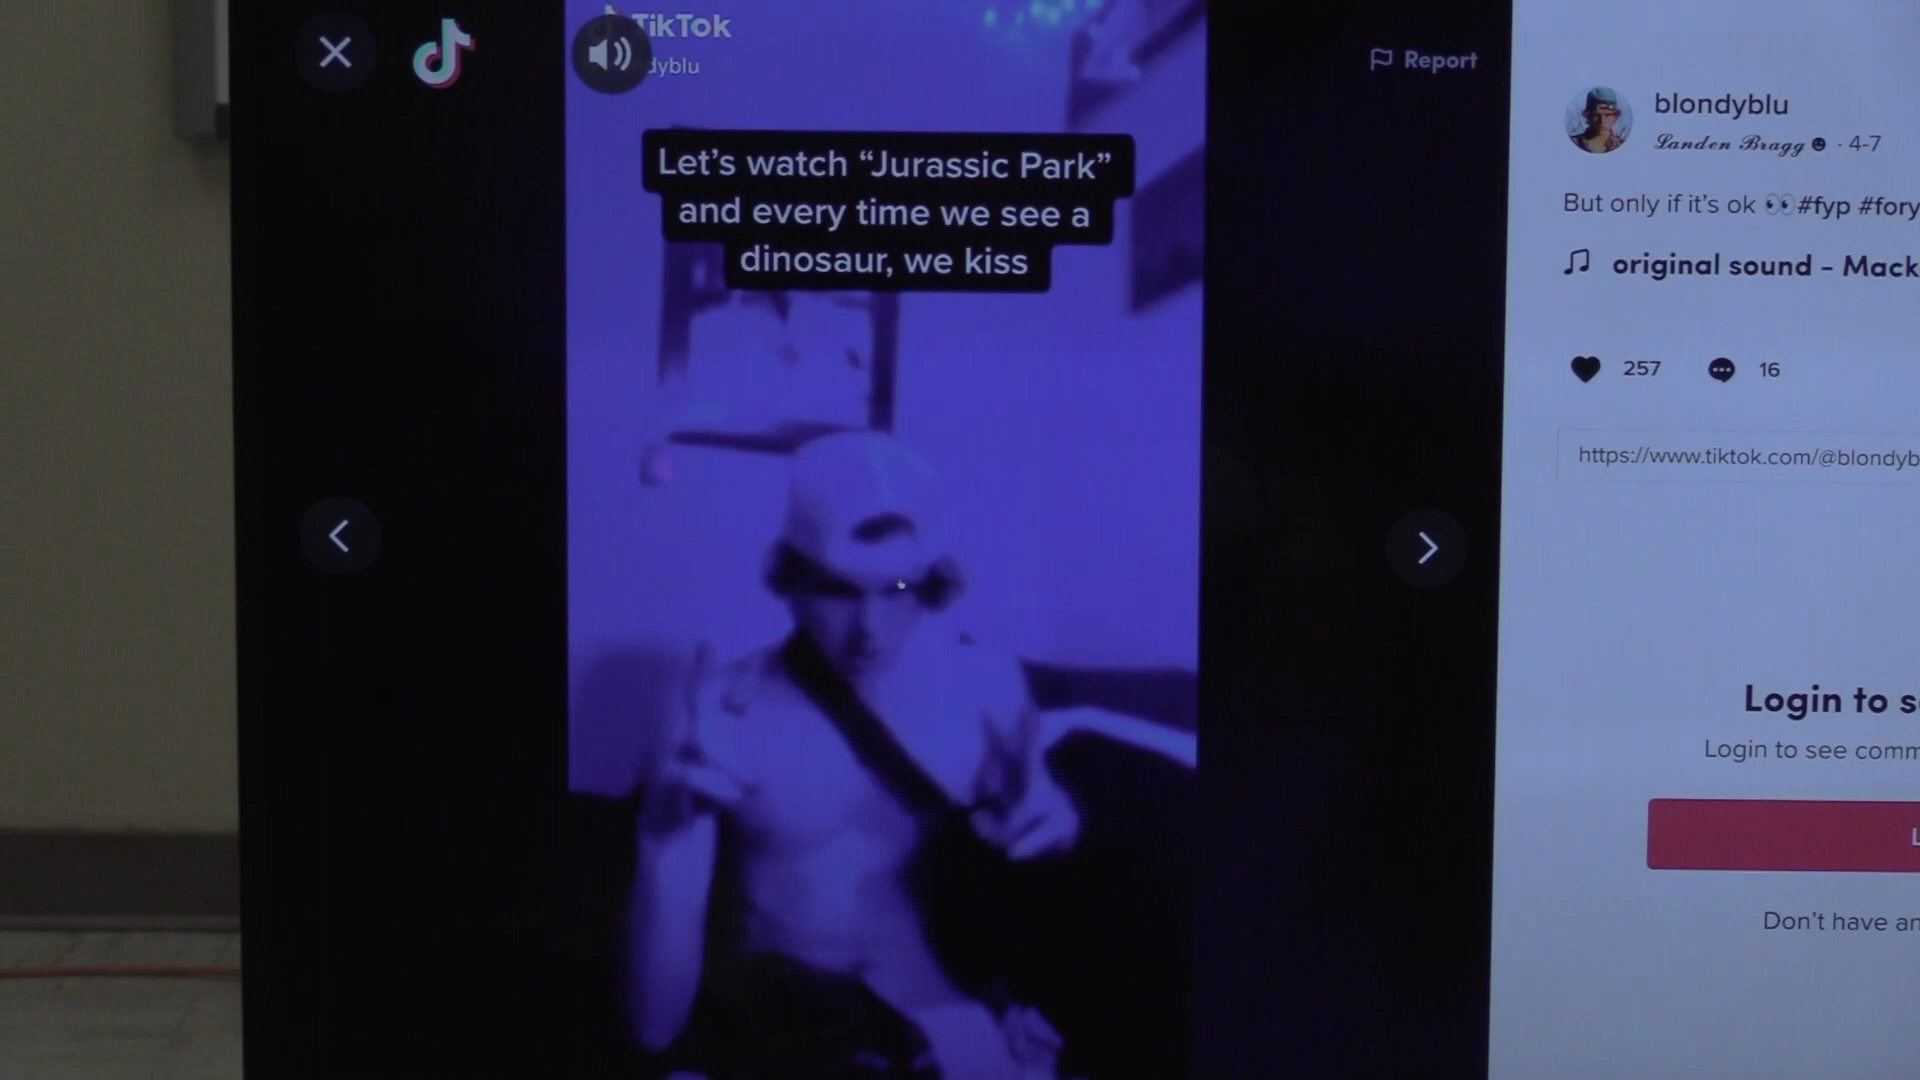 TikTok
dyblu
Report
Let's watch “Jurassic Park”
and every time we see a
dinosaur, we kiss
blondyblu
Landen Bragg · 4-7
But only if it's ok 👀#fyp #fory
original sound - Mack
257
16
https://www.tiktok.com/@blondyb
Login to s
Login to see comm
L
Don't have an